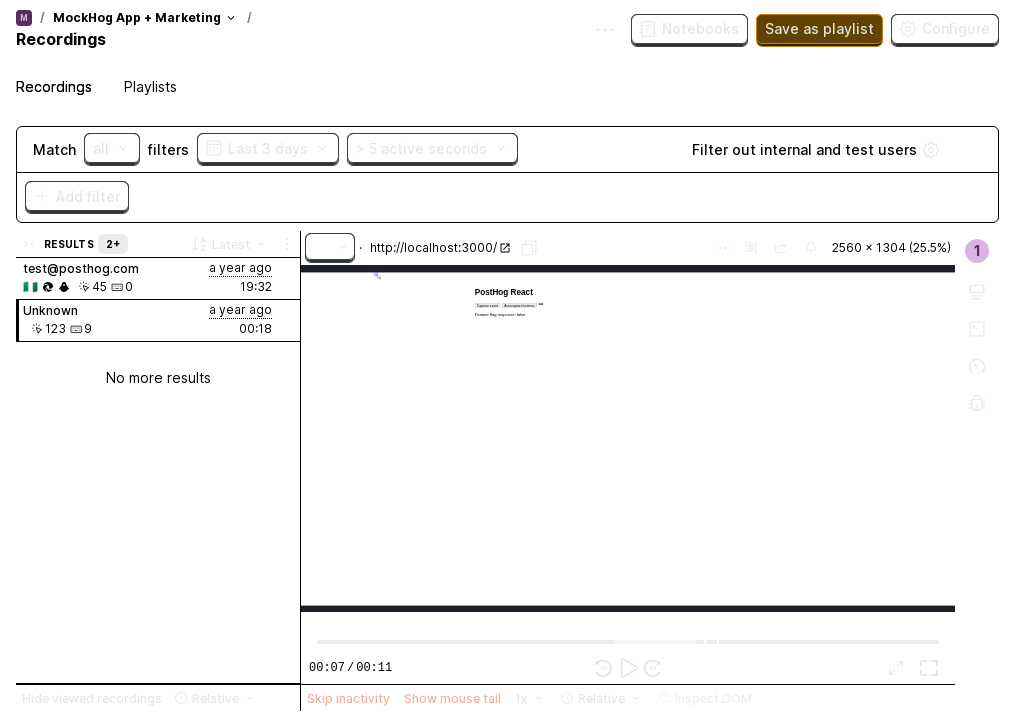 M / MockHog App + Marketing /
Recordings
Notebooks
Save as playlist
Configure
Recordings
Playlists
Match all filters Last 3 days > 5 active seconds
Filter out internal and test users
+ Add filter
RESULTS 2+ Latest
test@posthog.com a year ago
45 0 19:32
Unknown a year ago
123 9 00:18
No more results
Hide viewed recordings Relative
· http://localhost:3000/
2560 × 1304 (25.5%)
PostHog React
Capture event Autocapture buttons
Feature flag response: false
00:07 / 00:11
10 10
Skip inactivity Show mouse tail 1x Relative Inspect DOM
1